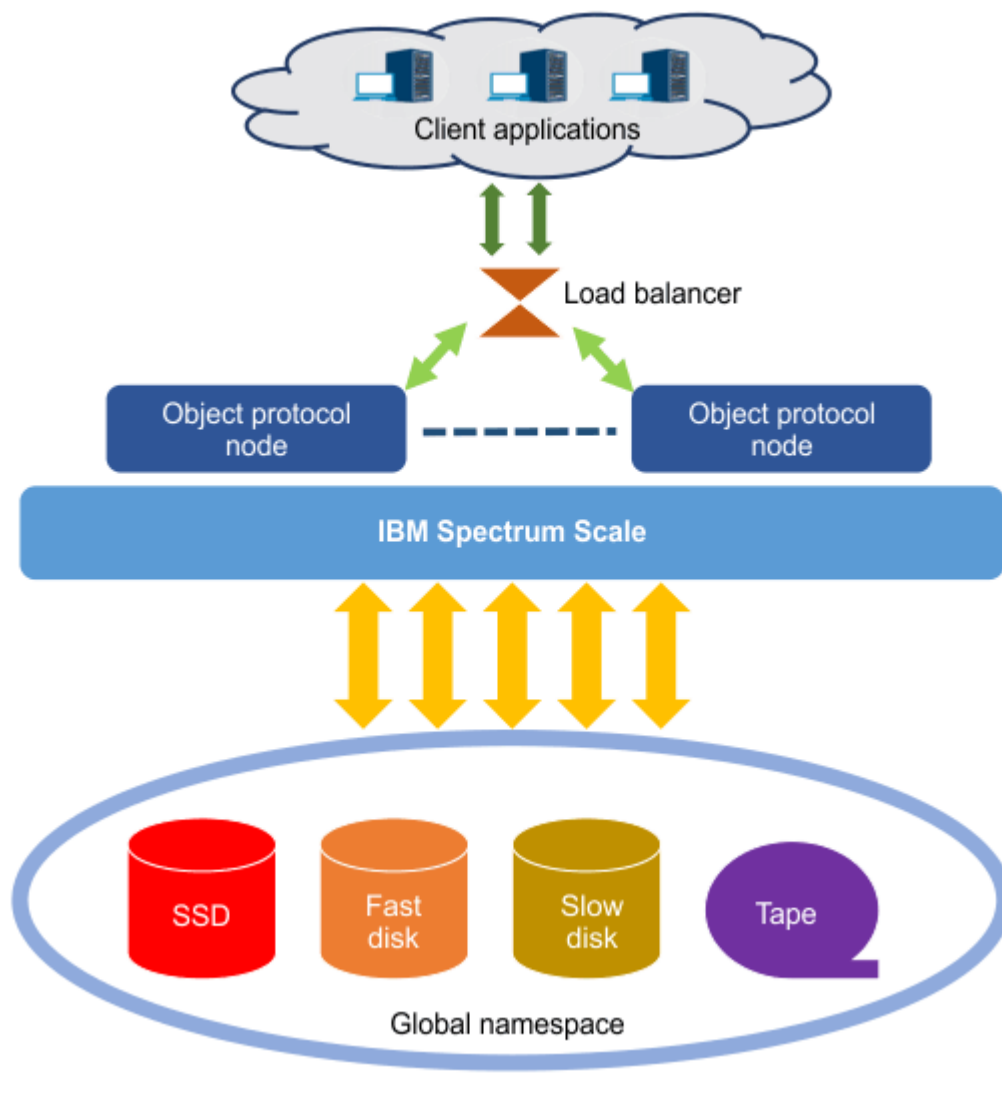 Client applications
Load balancer
Object protocol
node
Object protocol
node
IBM Spectrum Scale
SSD
Fast
disk
Slow
disk
Tape
Global namespace